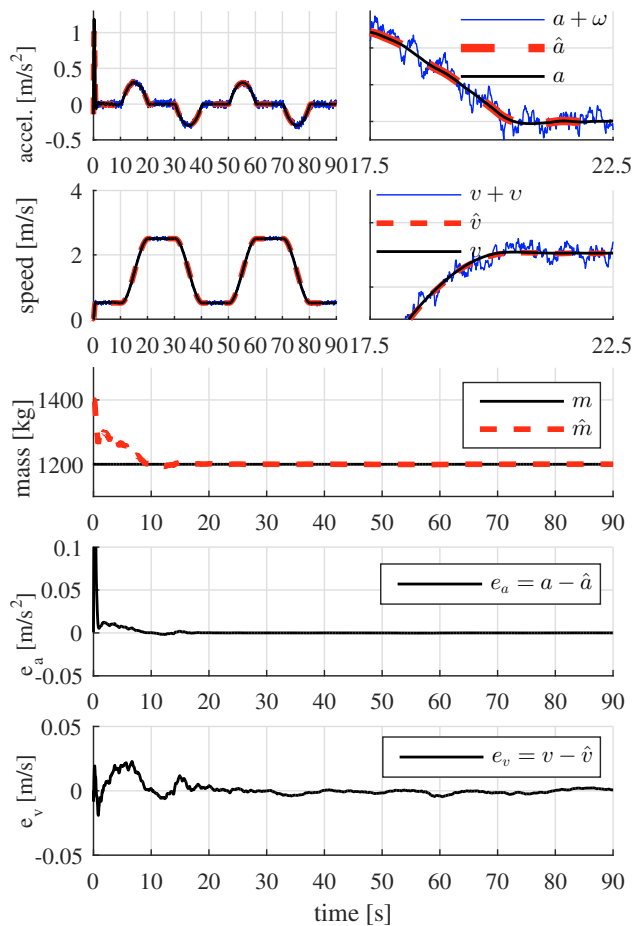 accel. [m/s²]
1
0.5
0
-0.5
0 10 20 30 40 50 60 70 80 90
a + ω
â
a
17.5 22.5
speed [m/s]
4
2
0
0 10 20 30 40 50 60 70 80 90
v + v
v̂
v
17.5 22.5
mass [kg]
1400
1200
m
m̂
0 10 20 30 40 50 60 70 80 90
e_a [m/s²]
0.1
0.05
0
-0.05
e_a = a − â
0 10 20 30 40 50 60 70 80 90
e_v [m/s]
0.05
0
-0.05
e_v = v − v̂
0 10 20 30 40 50 60 70 80 90
time [s]